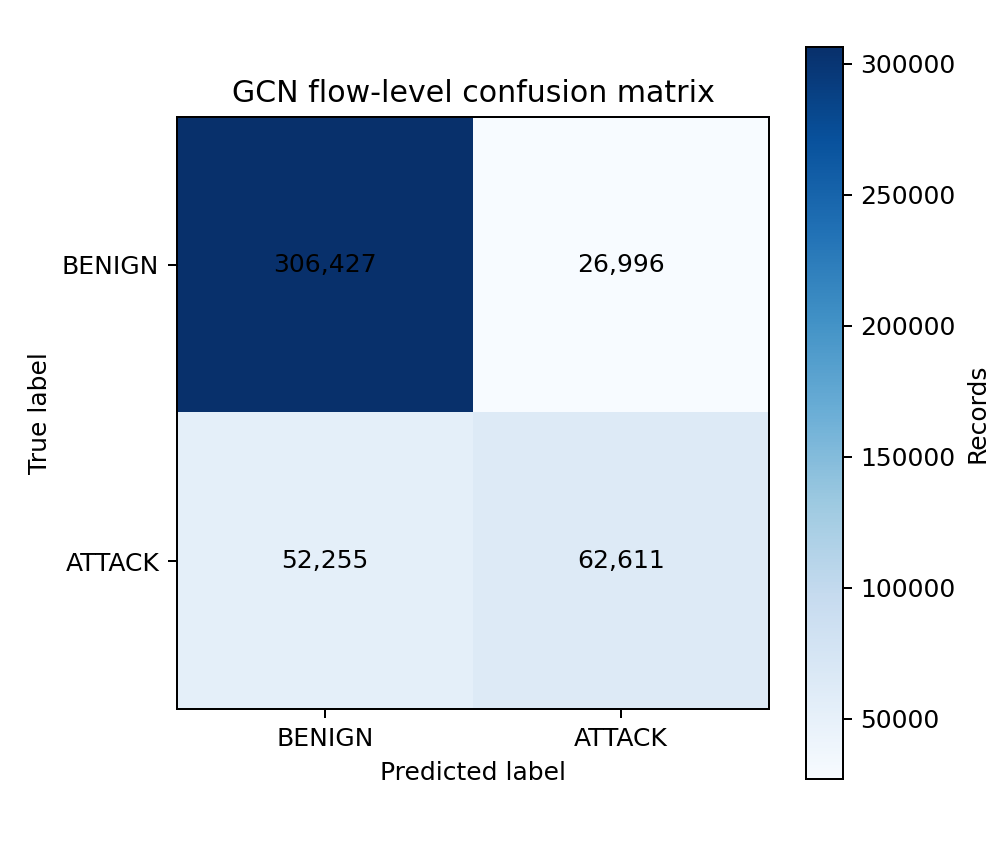 GCN flow-level confusion matrix
BENIGN
306,427
26,996
ATTACK
52,255
62,611
True label
BENIGN
ATTACK
Predicted label
300000
250000
200000
150000
100000
50000
Records